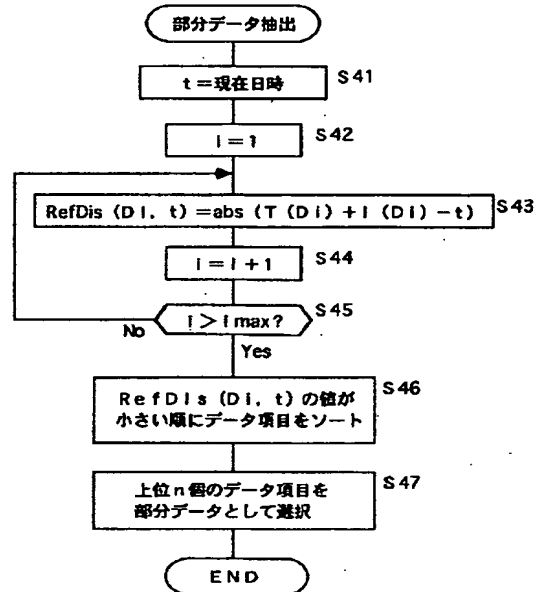 部分データ抽出
t＝現在日時
S41
i＝1
S42
RefDis (Di, t) ＝abs (T (Di) ＋I (Di) －t)
S43
i＝i＋1
S44
i＞imax?
S45
No
Yes
RefDis (Di, t) の値が
小さい順にデータ項目をソート
S46
上位n個のデータ項目を
部分データとして選択
S47
END